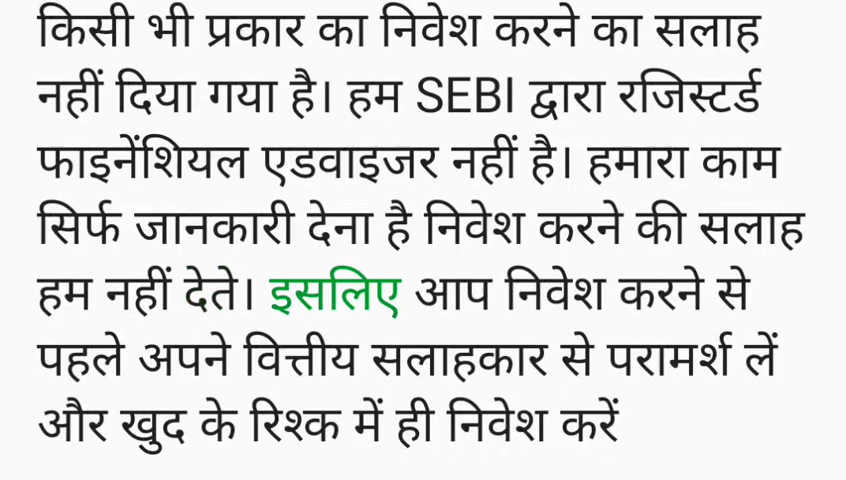 किसी भी प्रकार का निवेश करने का सलाह
नहीं दिया गया है। हम SEBI द्वारा रजिस्टर्ड
फाइनेंशियल एडवाइजर नहीं है। हमारा काम
सिर्फ जानकारी देना है निवेश करने की सलाह
हम नहीं देते। इसलिए आप निवेश करने से
पहले अपने वित्तीय सलाहकार से परामर्श लें
और खुद के रिश्क में ही निवेश करें